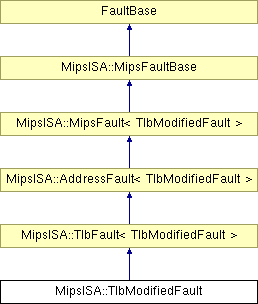 FaultBase
MipsISA::MipsFaultBase
MipsISA::MipsFault< TlbModifiedFault >
MipsISA::AddressFault< TlbModifiedFault >
MipsISA::TlbFault< TlbModifiedFault >
MipsISA::TlbModifiedFault